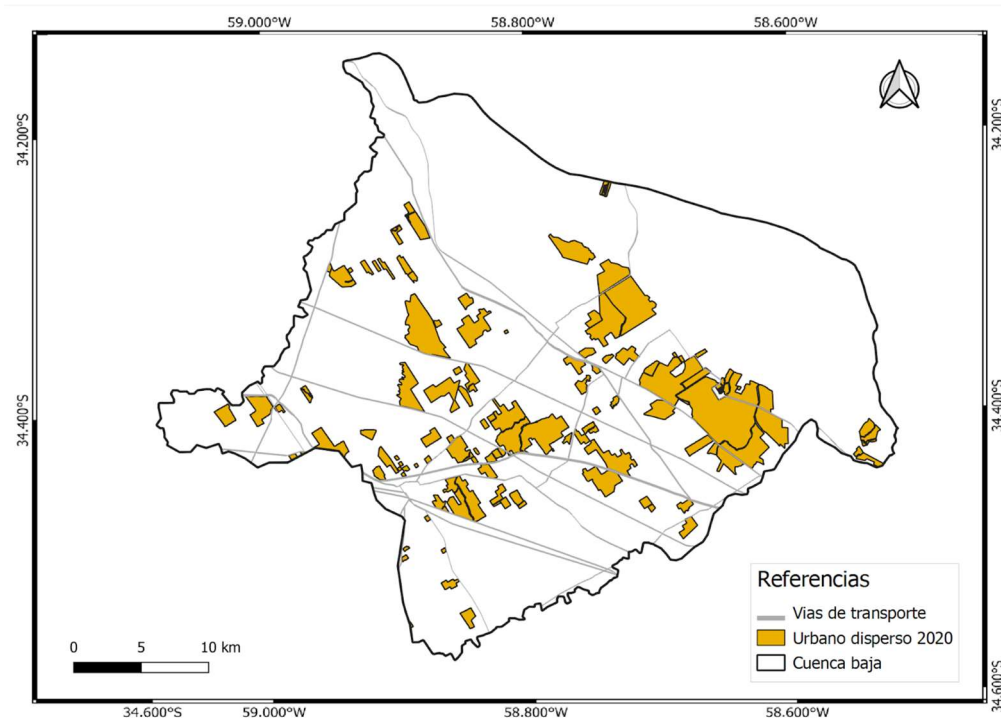 59.000°W 58.800°W 58.600°W
34.200°S
34.200°S
34.400°S
34.400°S
34.600°S
Referencias
Vías de transporte
Urbano disperso 2020
Cuenca baja
0 5 10 km
34.600°S 59.000°W 58.800°W 58.600°W